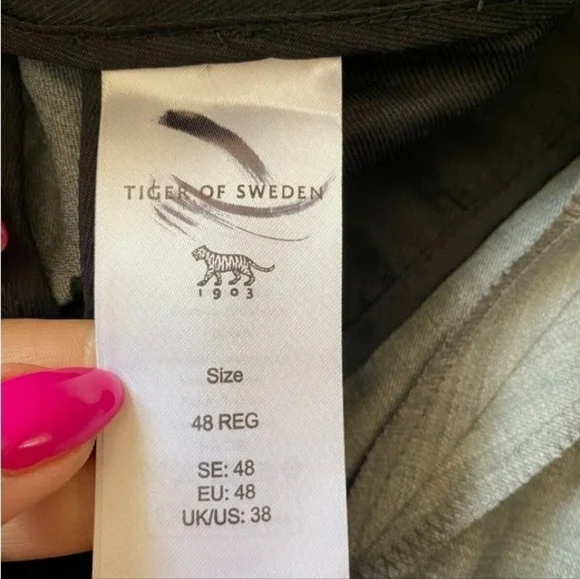 TIGER OF SWEDEN
1903
Size
48 REG
SE: 48
EU: 48
UK/US: 38